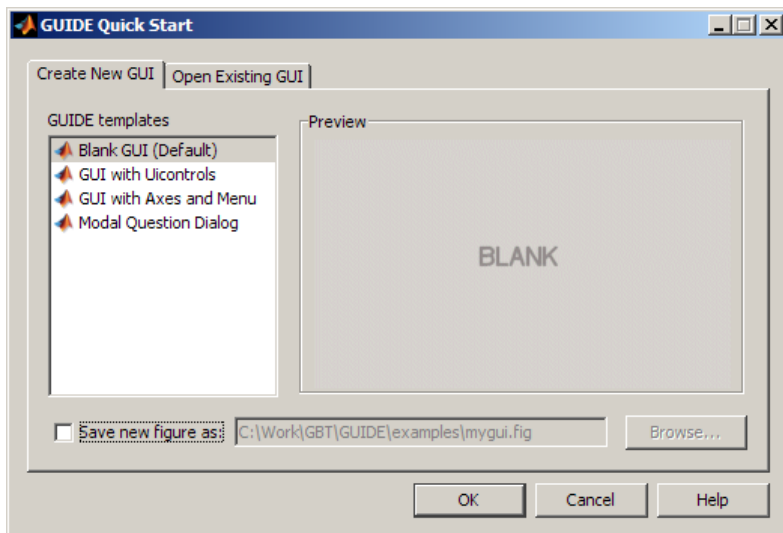 GUIDE Quick Start
Create New GUI
Open Existing GUI
GUIDE templates
Blank GUI (Default)
GUI with Uicontrols
GUI with Axes and Menu
Modal Question Dialog
Preview
BLANK
Save new figure as:
C:\Work\GBT\GUIDE\examples\mygui.fig
Browse...
OK
Cancel
Help